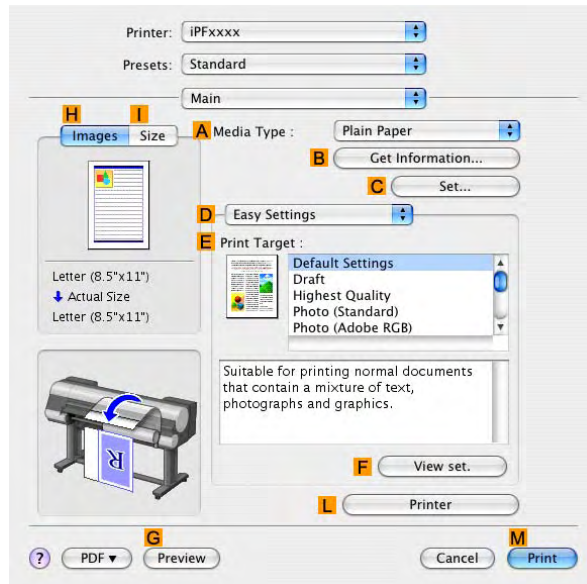 Printer: iPFxxxx
Presets: Standard
Main
H I
Images Size
A Media Type : Plain Paper
B Get Information...
C Set...
D Easy Settings
E Print Target :
Default Settings
Draft
Highest Quality
Photo (Standard)
Photo (Adobe RGB)
Letter (8.5"x11")
Actual Size
Letter (8.5"x11")
Suitable for printing normal documents
that contain a mixture of text,
photographs and graphics.
R
F View set.
L Printer
G M
? PDF Preview Cancel Print